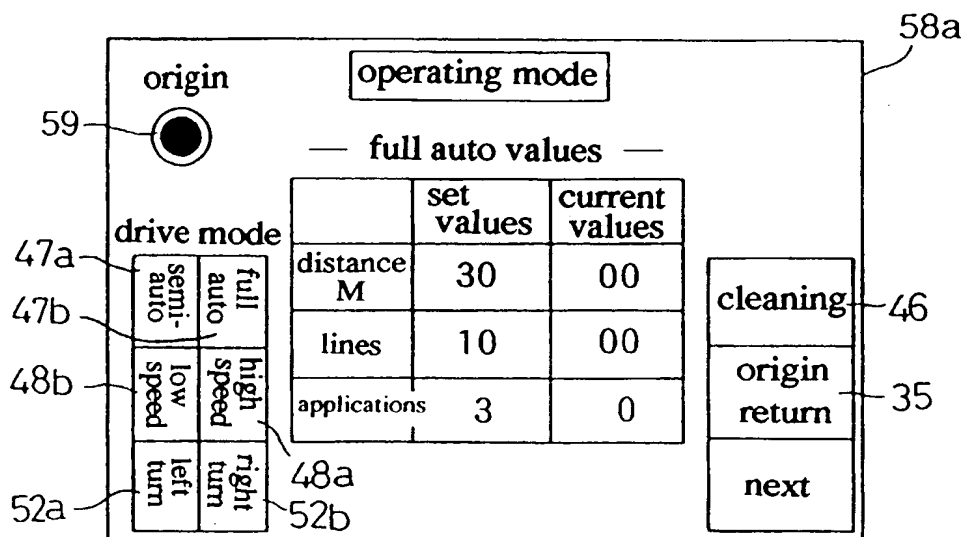 58a
origin
operating mode
59
— full auto values —
set
values
current
values
drive mode
47a
semi-
auto
full
auto
distance
M
30
00
cleaning
46
47b
lines
10
00
48b
low
speed
high
speed
origin
return
35
applications
3
0
48a
left
turn
right
turn
next
52a
52b